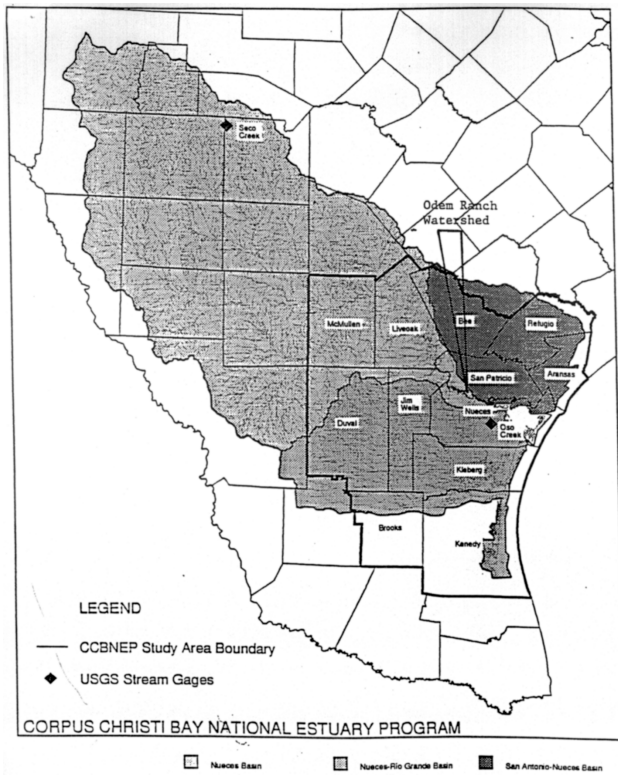 Seco
Creek
Odem Ranch
Watershed
McMullen
Liveoak
Bee
Refugio
San Patricio
Aransas
Jim
Wells
Nueces
Duval
Oso
Creek
Kleberg
Brooks
Kenedy
LEGEND
CCBNEP Study Area Boundary
USGS Stream Gages
CORPUS CHRISTI BAY NATIONAL ESTUARY PROGRAM
Nueces Basin
Nueces-Rio Grande Basin
San Antonio-Nueces Basin